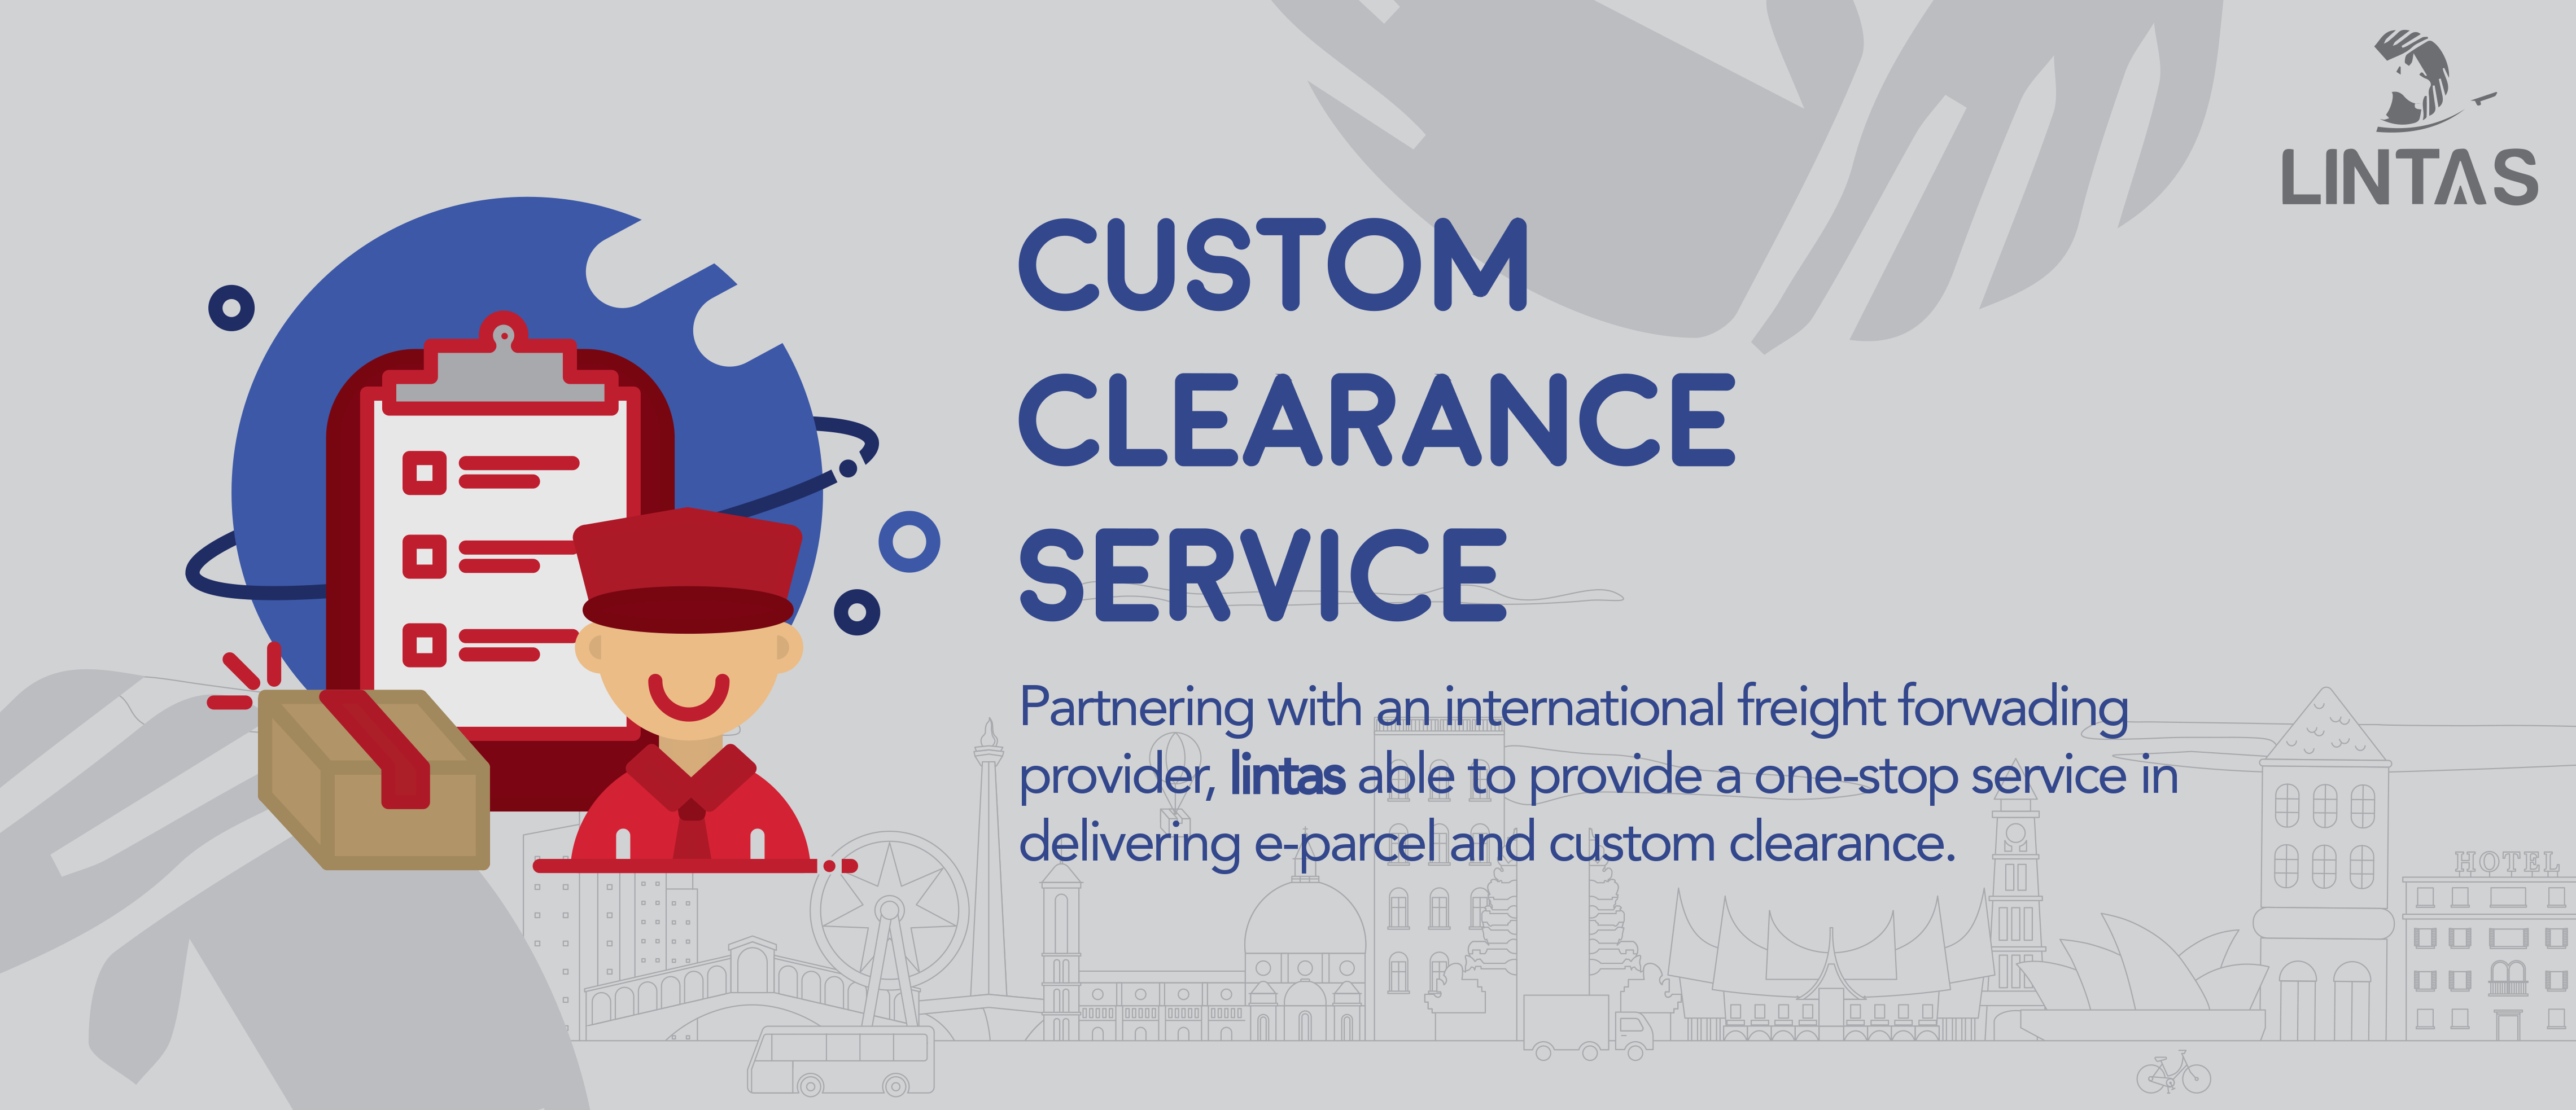 LINTAS
CUSTOM
CLEARANCE
SERVICE
Partnering with an international freight forwading
provider, lintas able to provide a one-stop service in
delivering e-parcel and custom clearance.
HOTEL